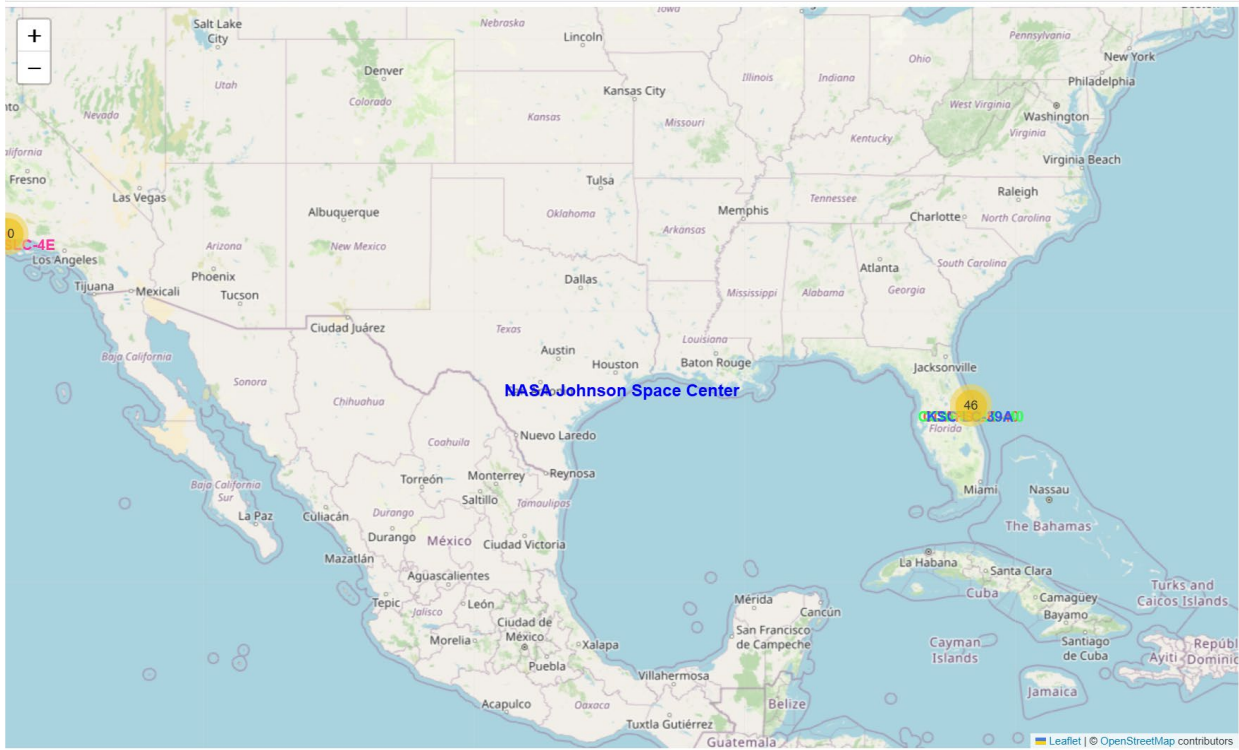 +
−
Salt Lake
City
Nebraska
Iowa
Lincoln
Pennsylvania
New York
Denver
Utah
Colorado
Kansas City
Illinois
Indiana
Ohio
Philadelphia
West Virginia
Washington
Nevada
Kansas
Missouri
Kentucky
Virginia
Virginia Beach
Fresno
Las Vegas
Tulsa
Raleigh
Albuquerque
Oklahoma
Memphis
Tennessee
Charlotte
North Carolina
Arkansas
0
SLC-4E
Arizona
New Mexico
Los Angeles
Phoenix
Atlanta
South Carolina
Tijuana
Mexicali
Tucson
Dallas
Mississippi
Alabama
Georgia
Ciudad Juárez
Texas
Louisiana
Baja California
Austin
Houston
Baton Rouge
Jacksonville
Sonora
NASA Johnson Space Center
Chihuahua
46
KSC LC-39A
Florida
Nuevo Laredo
Coahuila
Torreón
Monterrey
Reynosa
Baja California
Sur
Saltillo
Tamaulipas
Miami
Nassau
La Paz
Culiacán
Durango
The Bahamas
Durango
México
Ciudad Victoria
Mazatlán
La Habana
Santa Clara
Aguascalientes
Cuba
Turks and
Caicos Islands
Tepic
Jalisco
León
Mérida
Cancún
Camagüey
Bayamo
Ciudad de
México
San Francisco
de Campeche
Morelia
Xalapa
Cayman
Islands
Santiago
de Cuba
Ayiti
Puebla
Villahermosa
Jamaica
Acapulco
Oaxaca
Belize
Tuxtla Gutiérrez
Guatemala
Leaflet | © OpenStreetMap contributors